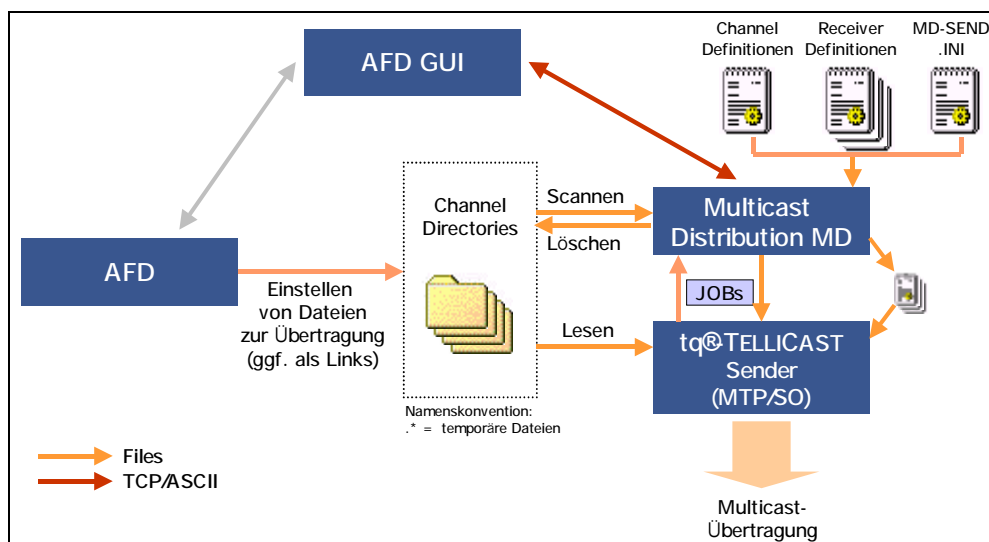 Channel
Definitionen
Receiver
Definitionen
MD-SEND
.INI
AFD GUI
Channel
Directories
Scannen
Löschen
Multicast
Distribution MD
AFD
Einstellen
von Dateien
zur Übertragung
(ggf. als Links)
JOBs
Lesen
tq®-TELLICAST
Sender
(MTP/SO)
Namenskonvention:
.* = temporäre Dateien
Files
TCP/ASCII
Multicast-
Übertragung